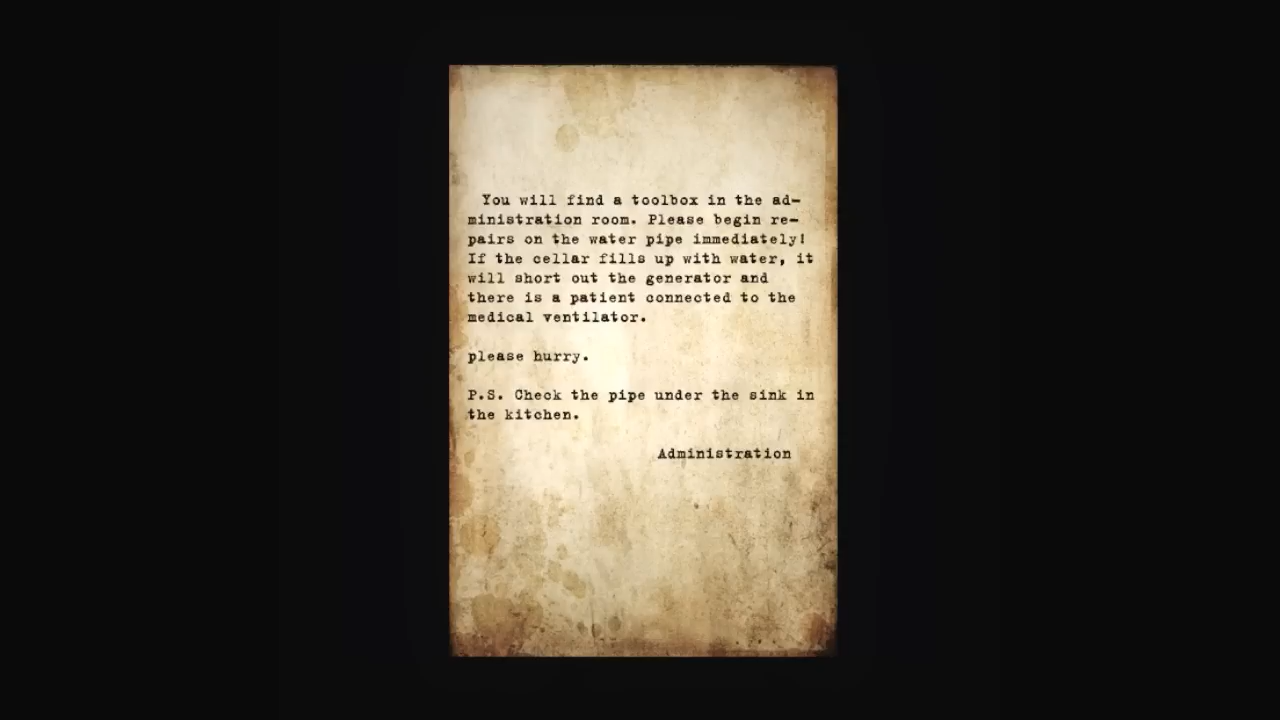 You will find a toolbox in the ad-
ministration room. Please begin re-
pairs on the water pipe immediately!
If the cellar fills up with water, it
will short out the generator and
there is a patient connected to the
medical ventilator.
please hurry.
P.S. Check the pipe under the sink in
the kitchen.
Administration